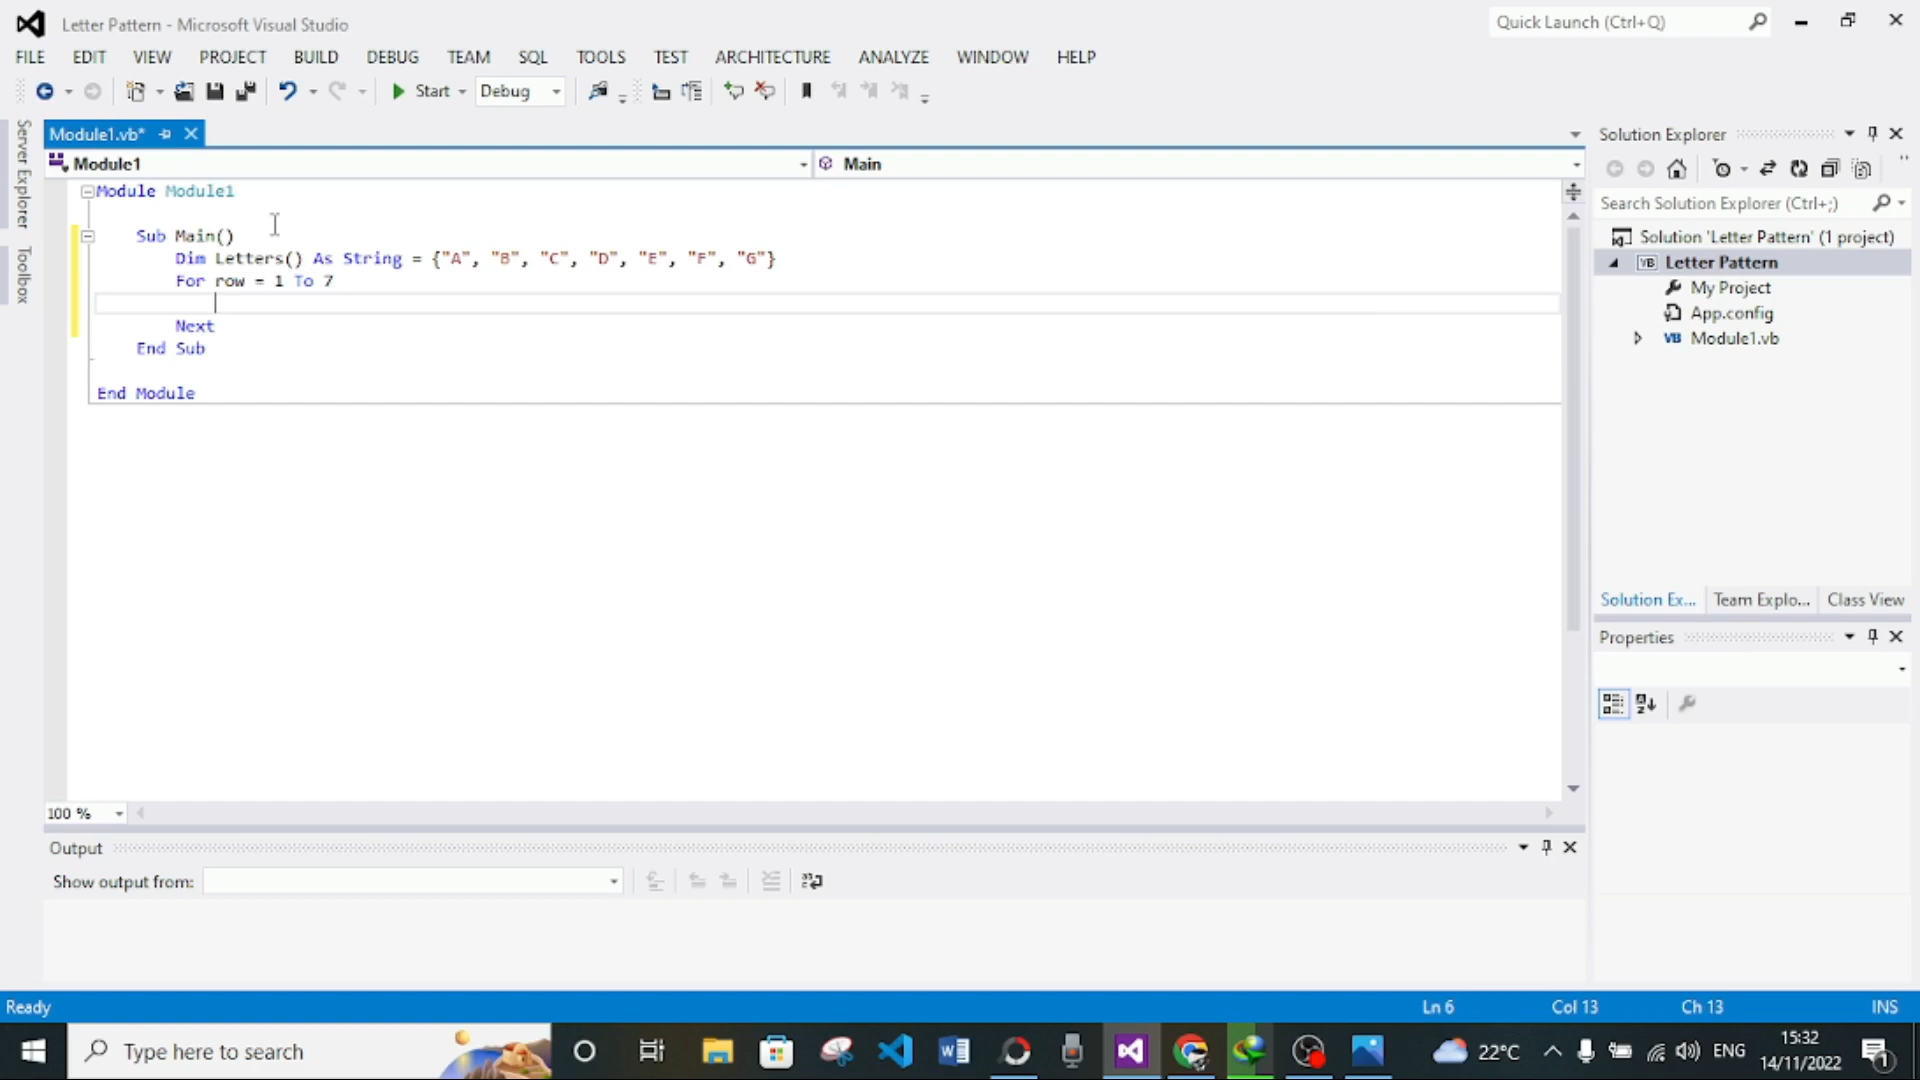 Letter Pattern - Microsoft Visual Studio
Quick Launch (Ctrl+Q)
FILE EDIT VIEW PROJECT BUILD DEBUG TEAM SQL TOOLS TEST ARCHITECTURE ANALYZE WINDOW HELP
Start Debug
Server Explorer
Toolbox
Module1.vb*
Module1 Main
Module Module1
Sub Main()
Dim Letters() As String = {"A", "B", "C", "D", "E", "F", "G"}
For row = 1 To 7
Next
End Sub
End Module
100 %
Output
Show output from:
Solution Explorer
Search Solution Explorer (Ctrl+;)
Solution 'Letter Pattern' (1 project)
VB Letter Pattern
My Project
App.config
VB Module1.vb
Solution Ex... Team Explo... Class View
Properties
Ready Ln 6 Col 13 Ch 13 INS
Type here to search
22°C ENG
15:32
14/11/2022
1